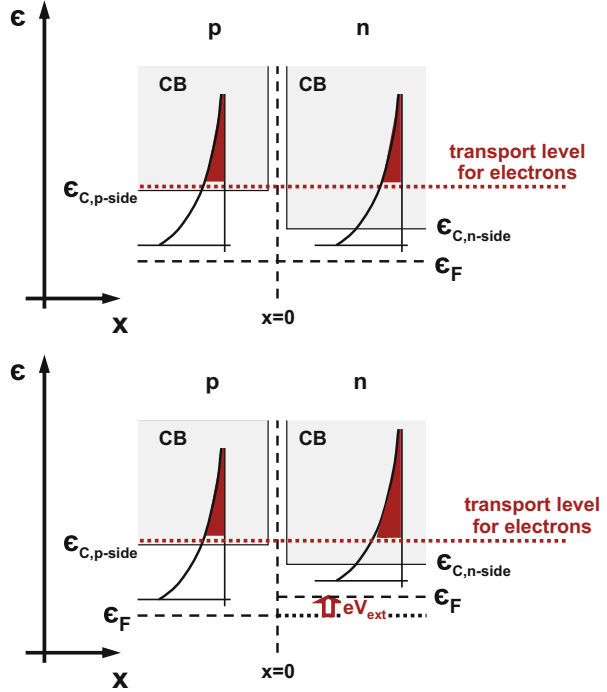 ϵ
p
n
CB
CB
transport level
for electrons
ϵC,p-side
ϵC,n-side
ϵF
x
x=0
ϵ
p
n
CB
CB
transport level
for electrons
ϵC,p-side
ϵC,n-side
ϵF
eVext
ϵF
x
x=0